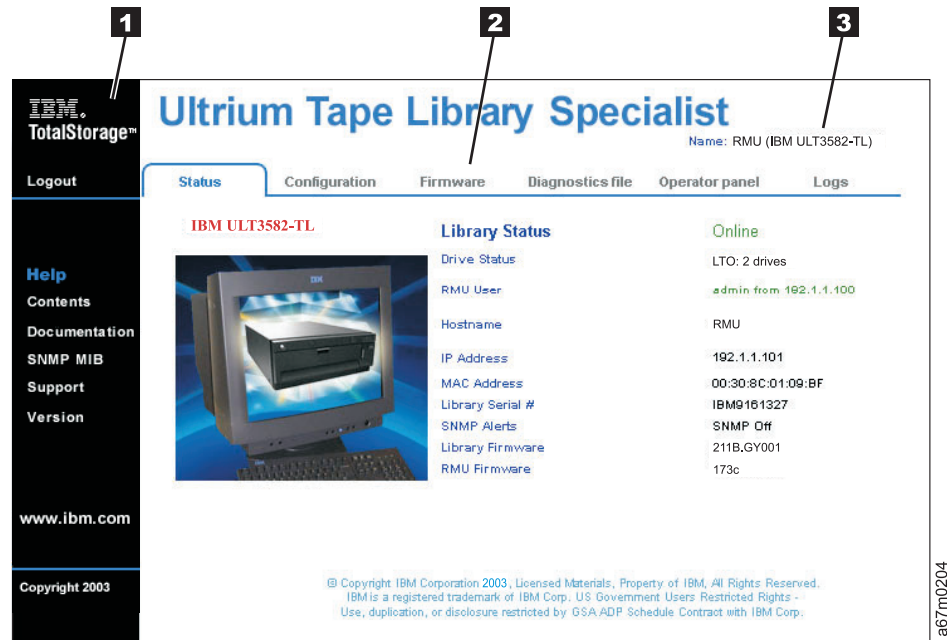 1
2
3
IBM.
TotalStorage™
Ultrium Tape Library Specialist
Name: RMU (IBM ULT3582-TL)
Logout
Status
Configuration
Firmware
Diagnostics file
Operator panel
Logs
IBM ULT3582-TL
Library Status Online
Drive Status LTO: 2 drives
RMU User admin from 192.1.1.100
Hostname RMU
IP Address 192.1.1.101
MAC Address 00:30:8C:01:09:BF
Library Serial # IBM9161327
SNMP Alerts SNMP Off
Library Firmware 211B.GY001
RMU Firmware 173c
IBM
Help
Contents
Documentation
SNMP MIB
Support
Version
www.ibm.com
Copyright 2003
© Copyright IBM Corporation 2003, Licensed Materials, Property of IBM, All Rights Reserved.
IBM is a registered trademark of IBM Corp. US Government Users Restricted Rights -
Use, duplication, or disclosure restricted by GSA ADP Schedule Contract with IBM Corp.
a67m0204